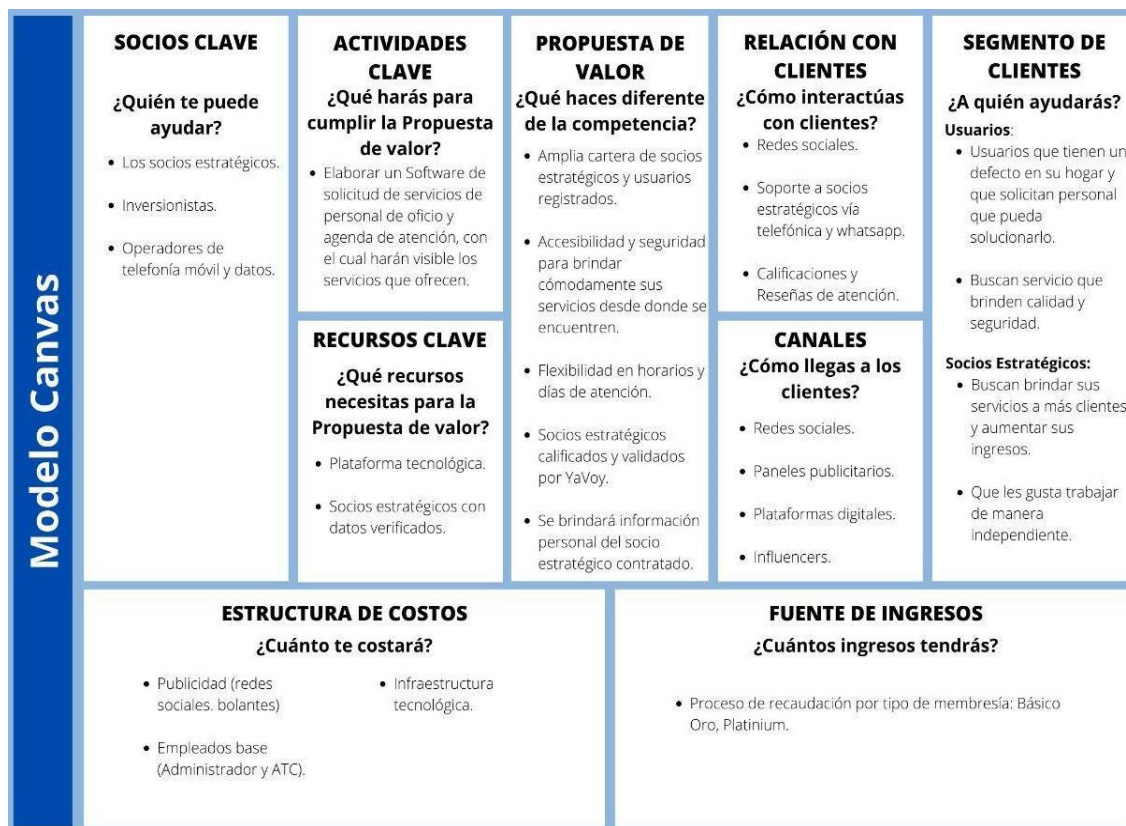 Modelo Canvas
SOCIOS CLAVE
¿Quién te puede
ayudar?
• Los socios estratégicos.
• Inversionistas.
• Operadores de
telefonía móvil y datos.
ACTIVIDADES
CLAVE
¿Qué harás para
cumplir la Propuesta
de valor?
• Elaborar un Software de
solicitud de servicios de
personal de oficio y
agenda de atención, con
el cual harán visible los
servicios que ofrecen.
RECURSOS CLAVE
¿Qué recursos
necesitas para la
Propuesta de valor?
• Plataforma tecnológica.
• Socios estratégicos con
datos verificados.
PROPUESTA DE
VALOR
¿Qué haces diferente
de la competencia?
• Amplia cartera de socios
estratégicos y usuarios
registrados.
• Accesibilidad y seguridad
para brindar
cómodamente sus
servicios desde donde se
encuentren.
• Flexibilidad en horarios y
días de atención.
• Socios estratégicos
calificados y validados
por YaVoy.
• Se brindará información
personal del socio
estratégico contratado.
RELACIÓN CON
CLIENTES
¿Cómo interactúas
con clientes?
• Redes sociales.
• Soporte a socios
estratégicos vía
telefónica y whatsapp.
• Calificaciones y
Reseñas de atención.
CANALES
¿Cómo llegas a los
clientes?
• Redes sociales.
• Paneles publicitarios.
• Plataformas digitales.
• Influencers.
SEGMENTO DE
CLIENTES
¿A quién ayudarás?
Usuarios:
• Usuarios que tienen un
defecto en su hogar y
que solicitan personal
que pueda
solucionarlo.
• Buscan servicio que
brinden calidad y
seguridad.
Socios Estratégicos:
• Buscan brindar sus
servicios a más clientes
y aumentar sus
ingresos.
• Que les gusta trabajar
de manera
independiente.
ESTRUCTURA DE COSTOS
¿Cuánto te costará?
• Publicidad (redes
sociales. bolantes)
• Empleados base
(Administrador y ATC).
• Infraestructura
tecnológica.
FUENTE DE INGRESOS
¿Cuántos ingresos tendrás?
• Proceso de recaudación por tipo de membresía: Básico
Oro, Platinium.